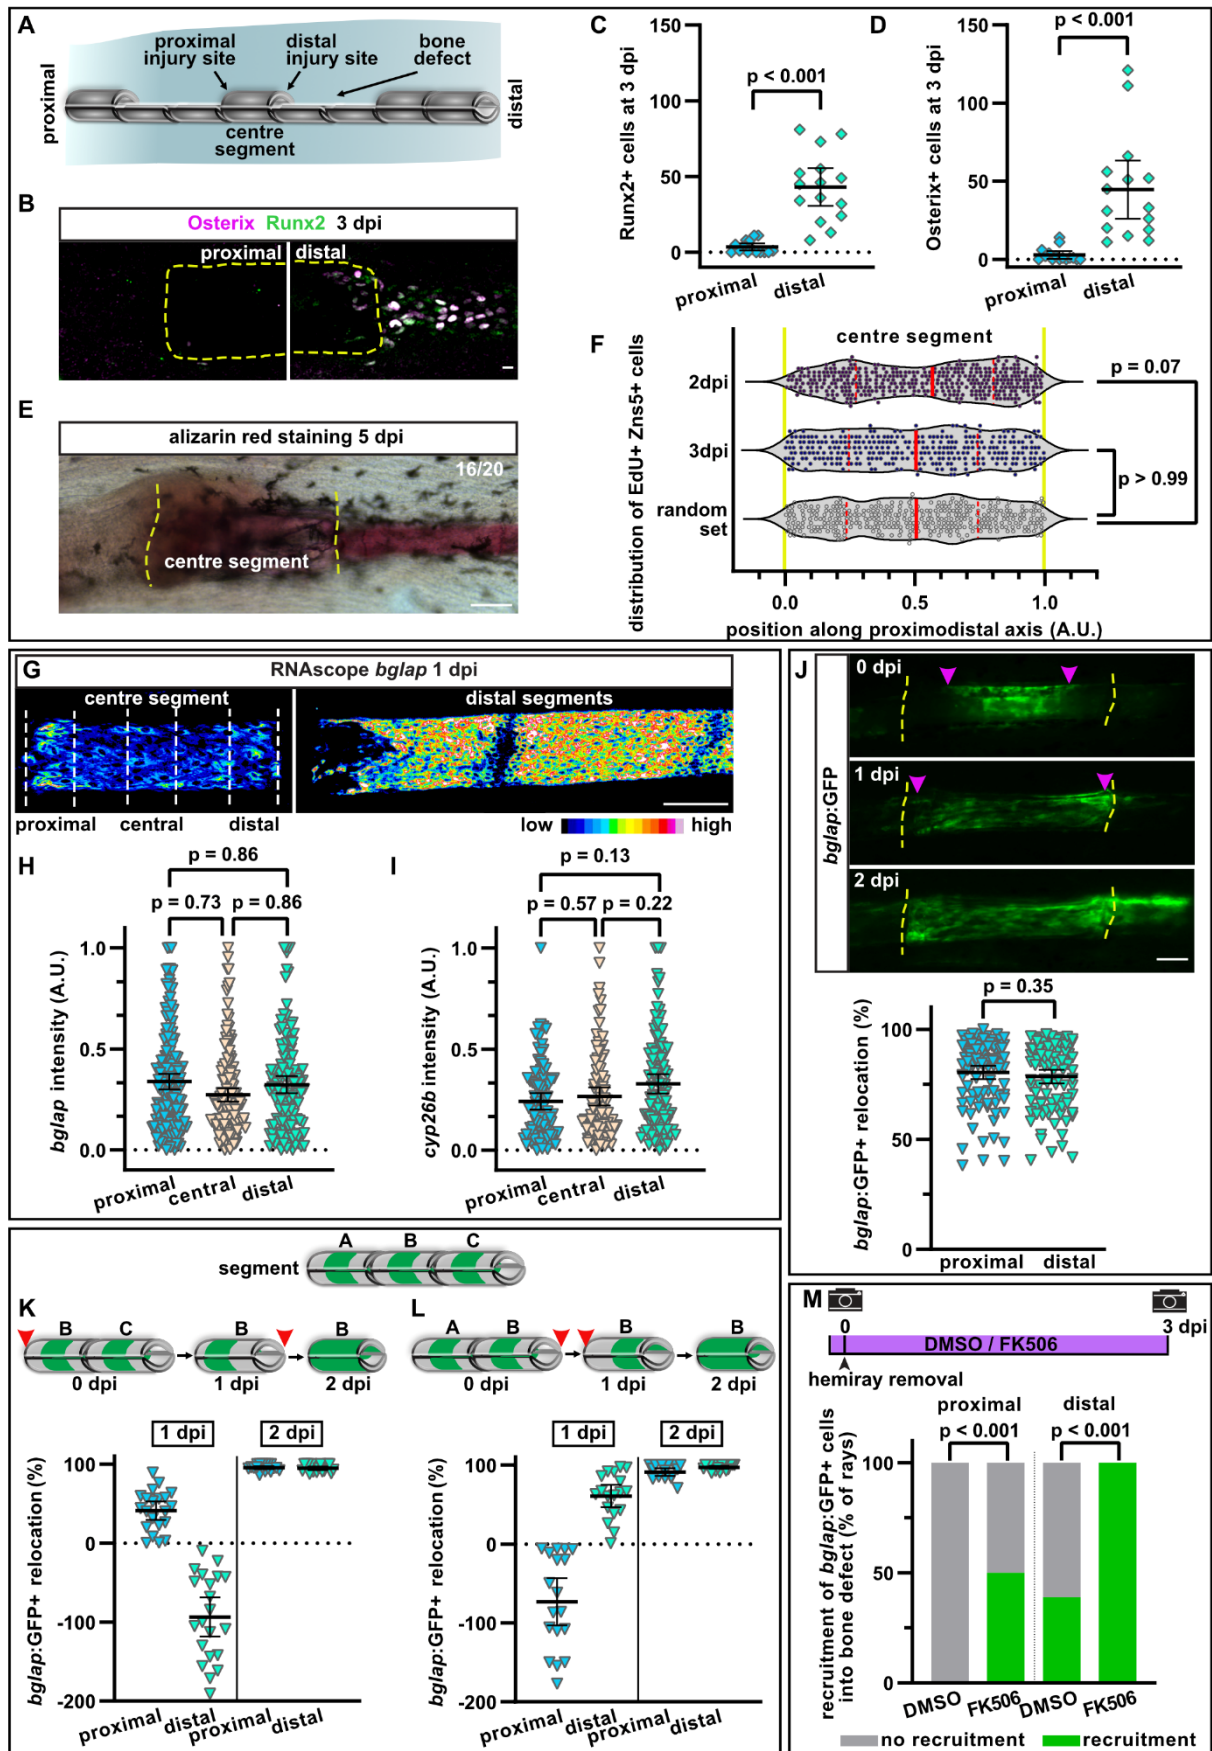 A
proximal
injury site
distal
injury site
bone
defect
proximal
distal
centre
segment
B
Osterix Runx2 3 dpi
proximal
distal
C
p < 0.001
Runx2+ cells at 3 dpi
150
100
50
0
proximal
distal
D
p < 0.001
Osterix+ cells at 3 dpi
150
100
50
0
proximal
distal
E
alizarin red staining 5 dpi
16/20
centre segment
F
centre segment
distribution of EdU+ Zns5+ cells
2dpi
3dpi
random
set
p = 0.07
p > 0.99
0.0
0.5
1.0
position along proximodistal axis (A.U.)
G
RNAscope bglap 1 dpi
centre segment
distal segments
proximal
central
distal
low
high
H
p = 0.86
p = 0.73
p = 0.86
bglap intensity (A.U.)
1.0
0.5
0.0
proximal
central
distal
I
p = 0.13
p = 0.57
p = 0.22
cyp26b intensity (A.U.)
1.0
0.5
0.0
proximal
central
distal
J
bglap:GFP
0 dpi
1 dpi
2 dpi
p = 0.35
bglap:GFP+ relocation (%)
100
50
0
proximal
distal
segment
A
B
C
K
B
C
B
B
0 dpi
1 dpi
2 dpi
1 dpi
2 dpi
bglap:GFP+ relocation (%)
100
0
-100
-200
proximal
distal
proximal
distal
L
A
B
B
B
0 dpi
1 dpi
2 dpi
1 dpi
2 dpi
bglap:GFP+ relocation (%)
100
0
-100
-200
proximal
distal
proximal
distal
M
0
3 dpi
DMSO / FK506
hemiray removal
proximal
distal
p < 0.001
p < 0.001
recruitment of bglap:GFP+ cells
into bone defect (% of rays)
100
50
0
DMSO
FK506
DMSO
FK506
no recruitment
recruitment